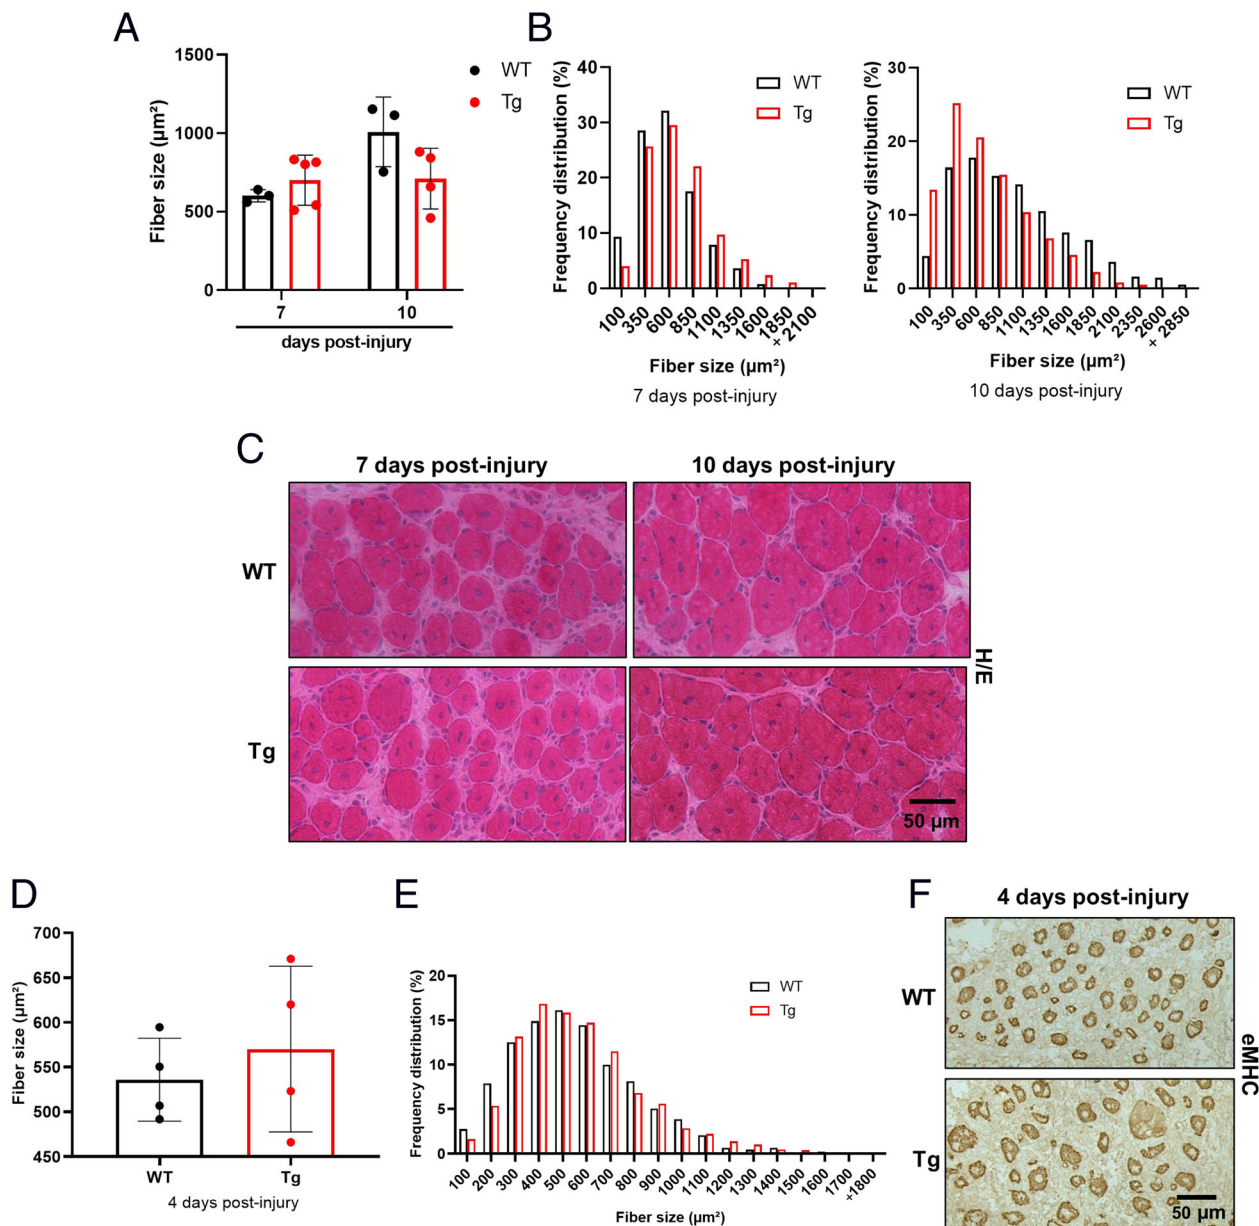 A
Fiber size (µm²)
1500
1000
500
0
WT
Tg
7
10
days post-injury
B
Frequency distribution (%)
40
30
20
10
0
WT
Tg
100
350
600
850
1100
1350
1600
1850
+ 2100
Fiber size (µm²)
7 days post-injury
Frequency distribution (%)
30
20
10
0
WT
Tg
100
350
600
850
1100
1350
1600
1850
2100
2350
2600
+ 2850
Fiber size (µm²)
10 days post-injury
C
7 days post-injury
10 days post-injury
WT
Tg
H/E
50 µm
D
Fiber size (µm²)
700
650
600
550
500
450
WT
Tg
4 days post-injury
E
Frequency distribution (%)
20
15
10
5
0
WT
Tg
100
200
300
400
500
600
700
800
900
1000
1100
1200
1300
1400
1500
1600
1700
+1800
Fiber size (µm²)
F
4 days post-injury
WT
Tg
eMHC
50 µm